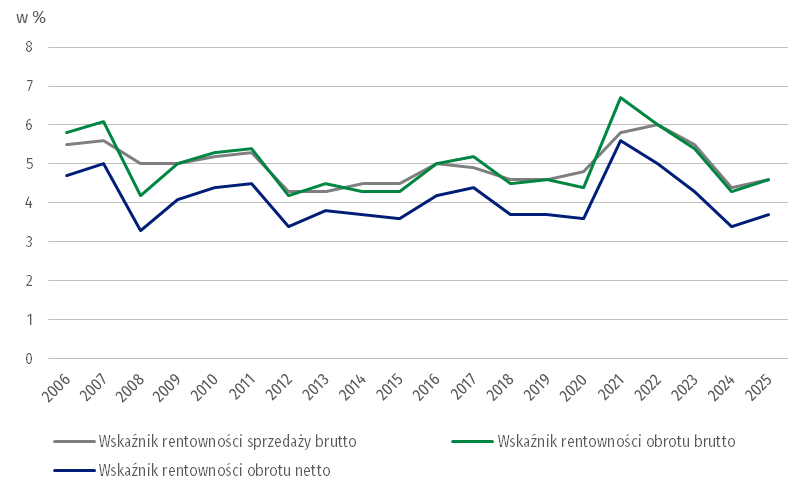 w %
8
7
6
5
4
3
2
1
0
2006 2007 2008 2009 2010 2011 2012 2013 2014 2015 2016 2017 2018 2019 2020 2021 2022 2023 2024 2025
Wskaźnik rentowności sprzedaży brutto Wskaźnik rentowności obrotu brutto
Wskaźnik rentowności obrotu netto